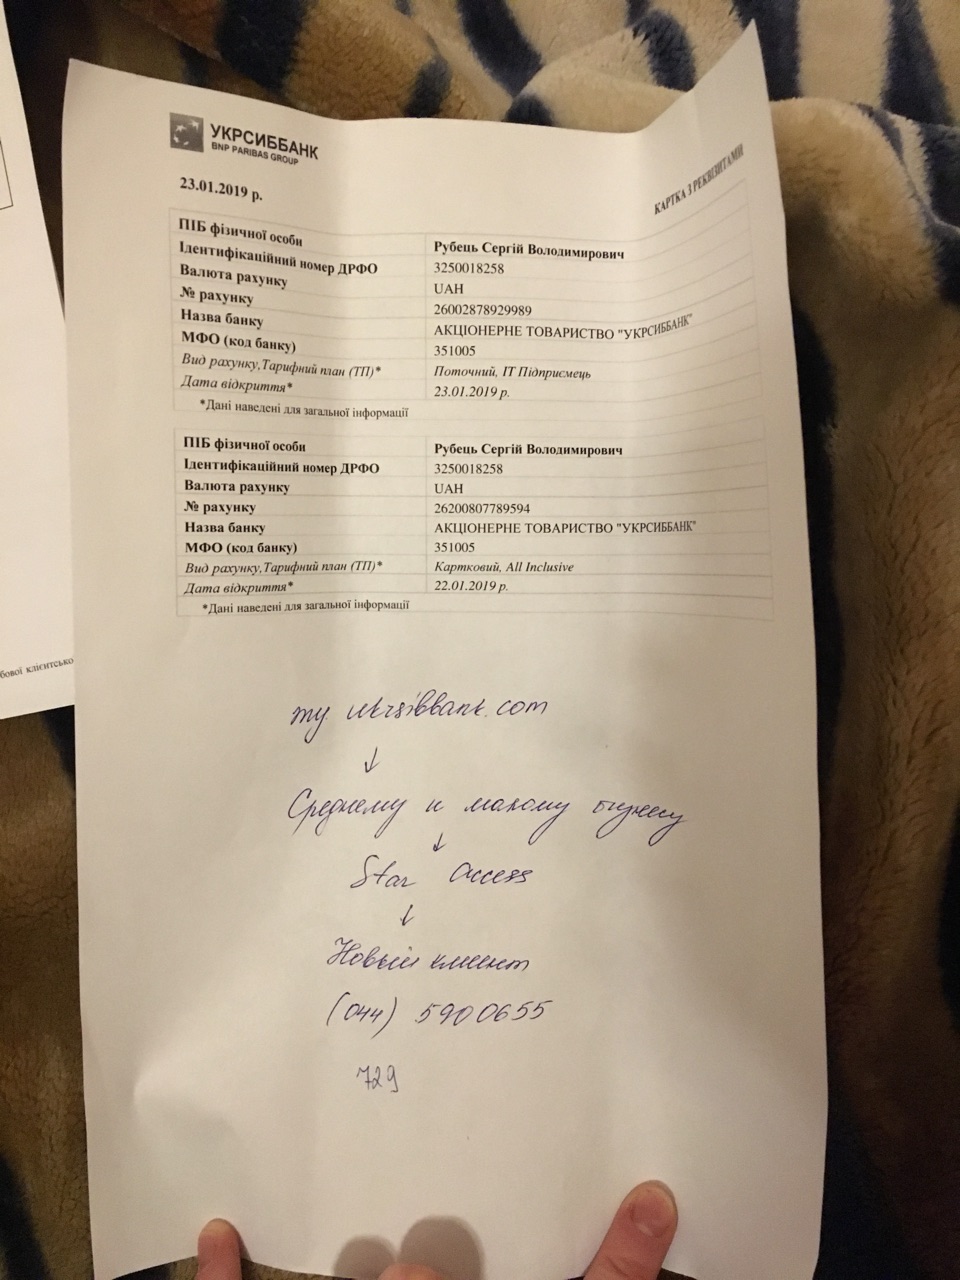 УКРСИББАНК
BNP PARIBAS GROUP
23.01.2019 р.
КАРТКА З РЕКВІЗИТАМИ
ПІБ фізичної особи Рубець Сергій Володимирович
Ідентифікаційний номер ДРФО 3250018258
Валюта рахунку UAH
№ рахунку 26002878929989
Назва банку АКЦІОНЕРНЕ ТОВАРИСТВО "УКРСИББАНК"
МФО (код банку) 351005
Вид рахунку,Тарифний план (ТП)* Поточний, ІТ Підприємець
Дата відкриття* 23.01.2019 р.
*Дані наведені для загальної інформації
ПІБ фізичної особи Рубець Сергій Володимирович
Ідентифікаційний номер ДРФО 3250018258
Валюта рахунку UAH
№ рахунку 26200807789594
Назва банку АКЦІОНЕРНЕ ТОВАРИСТВО "УКРСИББАНК"
МФО (код банку) 351005
Вид рахунку,Тарифний план (ТП)* Картковий, All Inclusive
Дата відкриття* 22.01.2019 р.
*Дані наведені для загальної інформації
бової клієнтсько
my.ukrsibbank.com
↓
Среднему и малому бизнесу
↓
Star Access
↓
Новый клиент
(044) 5900655
729